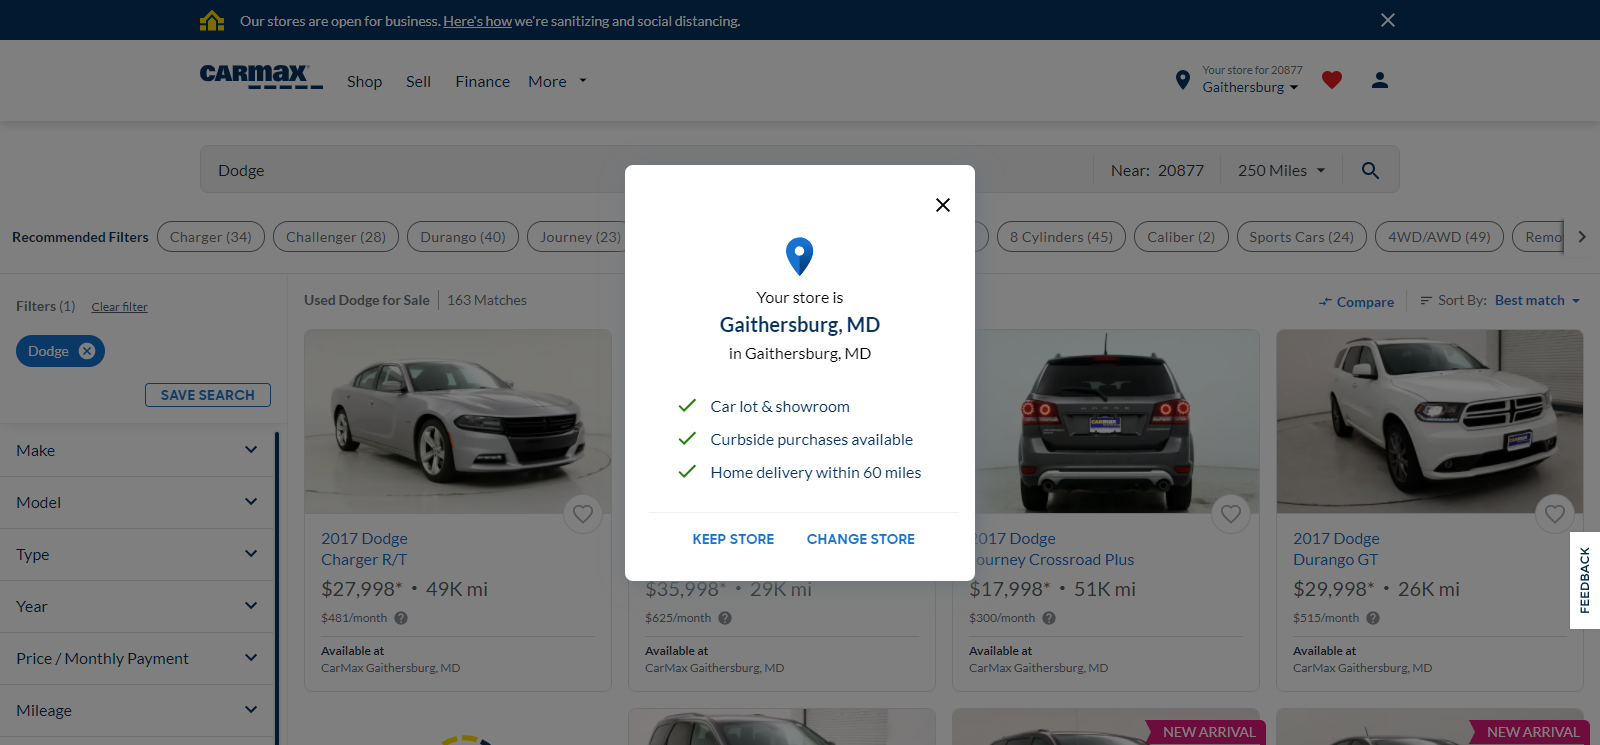 Our stores are open for business. Here's how we're sanitizing and social distancing.
CARMAX
Shop
Sell
Finance
More
Your store for 20877
Gaithersburg
Dodge
Near: 20877
250 Miles
Recommended Filters
Charger (34)
Challenger (28)
Durango (40)
Journey (23)
8 Cylinders (45)
Caliber (2)
Sports Cars (24)
4WD/AWD (49)
Remo
Filters (1)
Clear filter
Dodge
SAVE SEARCH
Make
Model
Type
Year
Price / Monthly Payment
Mileage
Used Dodge for Sale
163 Matches
Compare
Sort By: Best match
Your store is
Gaithersburg, MD
in Gaithersburg, MD
Car lot & showroom
Curbside purchases available
Home delivery within 60 miles
KEEP STORE
CHANGE STORE
2017 Dodge
Charger R/T
$27,998* • 49K mi
$481/month
Available at
CarMax Gaithersburg, MD
$35,998* • 29K mi
$625/month
Available at
CarMax Gaithersburg, MD
2017 Dodge
ourney Crossroad Plus
$17,998* • 51K mi
$300/month
Available at
CarMax Gaithersburg, MD
2017 Dodge
Durango GT
$29,998* • 26K mi
$515/month
Available at
CarMax Gaithersburg, MD
FEEDBACK
NEW ARRIVAL
NEW ARRIVAL